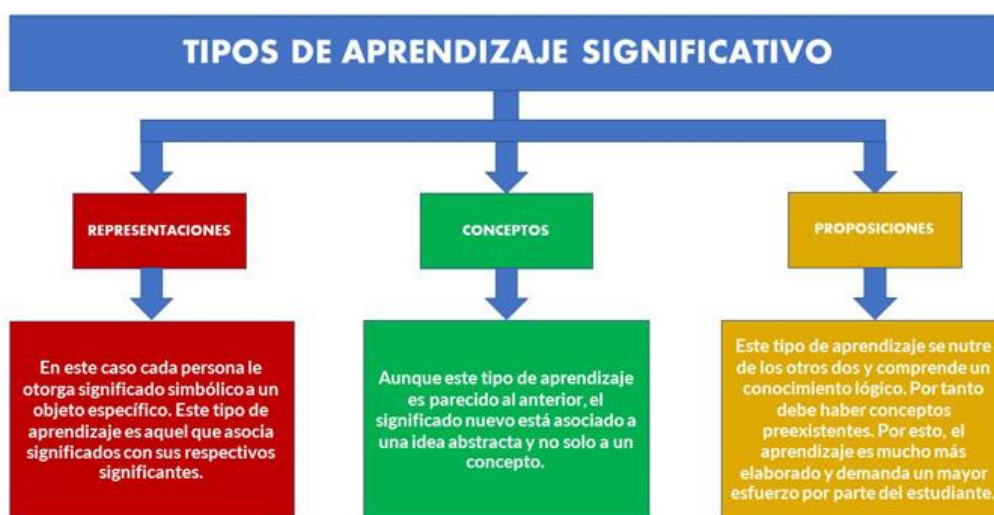 TIPOS DE APRENDIZAJE SIGNIFICATIVO
REPRESENTACIONES
En este caso cada persona le
otorga significado simbólico a un
objeto específico. Este tipo de
aprendizaje es aquel que asocia
significados con sus respectivos
significantes.
CONCEPTOS
Aunque este tipo de aprendizaje
es parecido al anterior, el
significado nuevo está asociado a
una idea abstracta y no solo a un
concepto.
PROPOSICIONES
Este tipo de aprendizaje se nutre
de los otros dos y comprende un
conocimiento lógico. Por tanto
debe haber conceptos
preexistentes. Por esto, el
aprendizaje es mucho más
elaborado y demanda un mayor
esfuerzo por parte del estudiante.